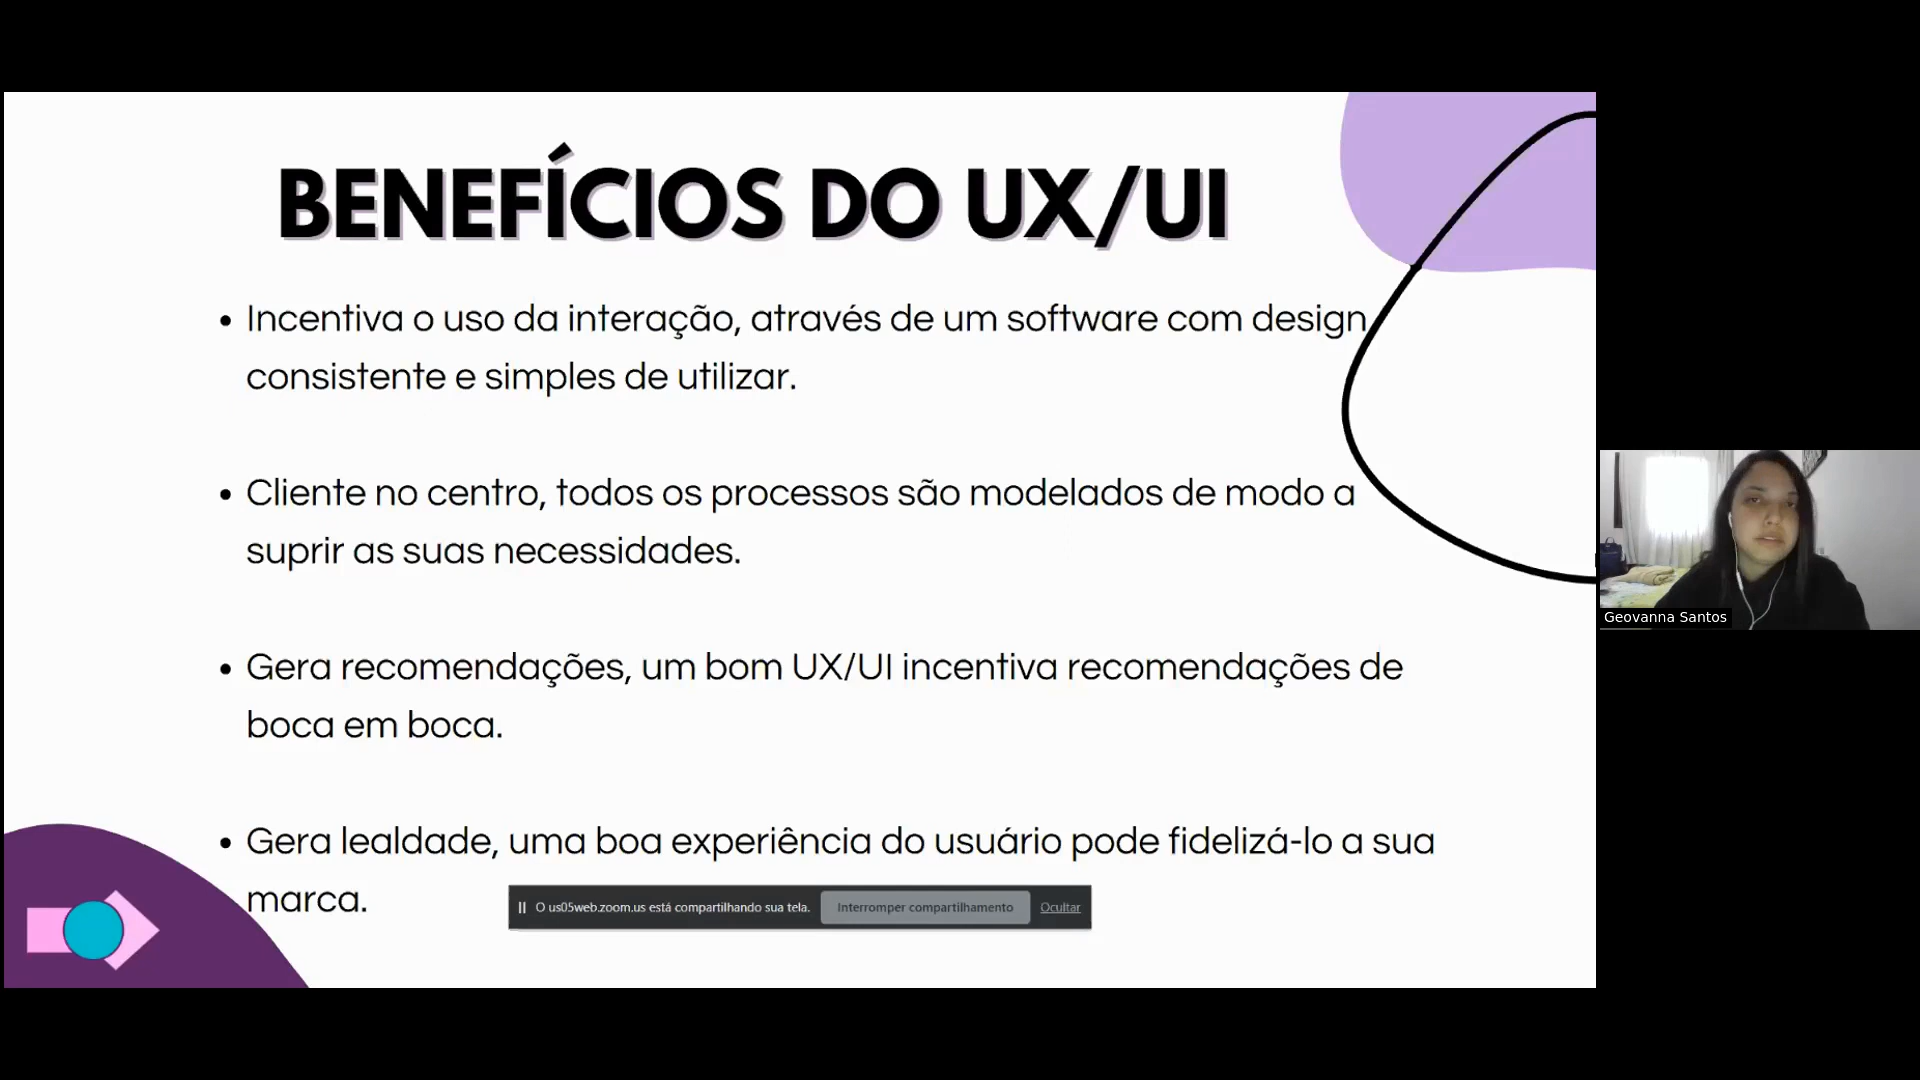 BENEFÍCIOS DO UX/UI
• Incentiva o uso da interação, através de um software com design
consistente e simples de utilizar.
• Cliente no centro, todos os processos são modelados de modo a
suprir as suas necessidades.
• Gera recomendações, um bom UX/UI incentiva recomendações de
boca em boca.
• Gera lealdade, uma boa experiência do usuário pode fidelizá-lo a sua
marca.
O us05web.zoom.us está compartilhando sua tela. Interromper compartilhamento Ocultar
Geovanna Santos